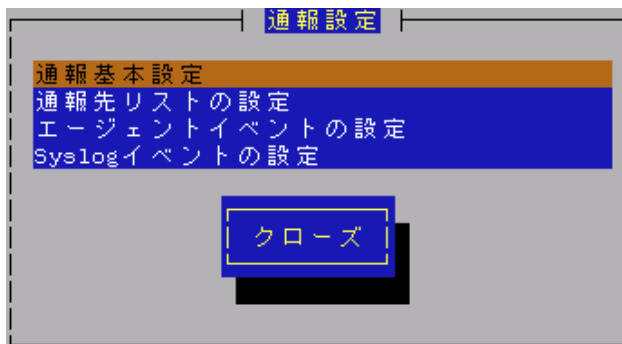 通報設定
通報基本設定
通報先リストの設定
エージェントイベントの設定
Syslogイベントの設定
クローズ